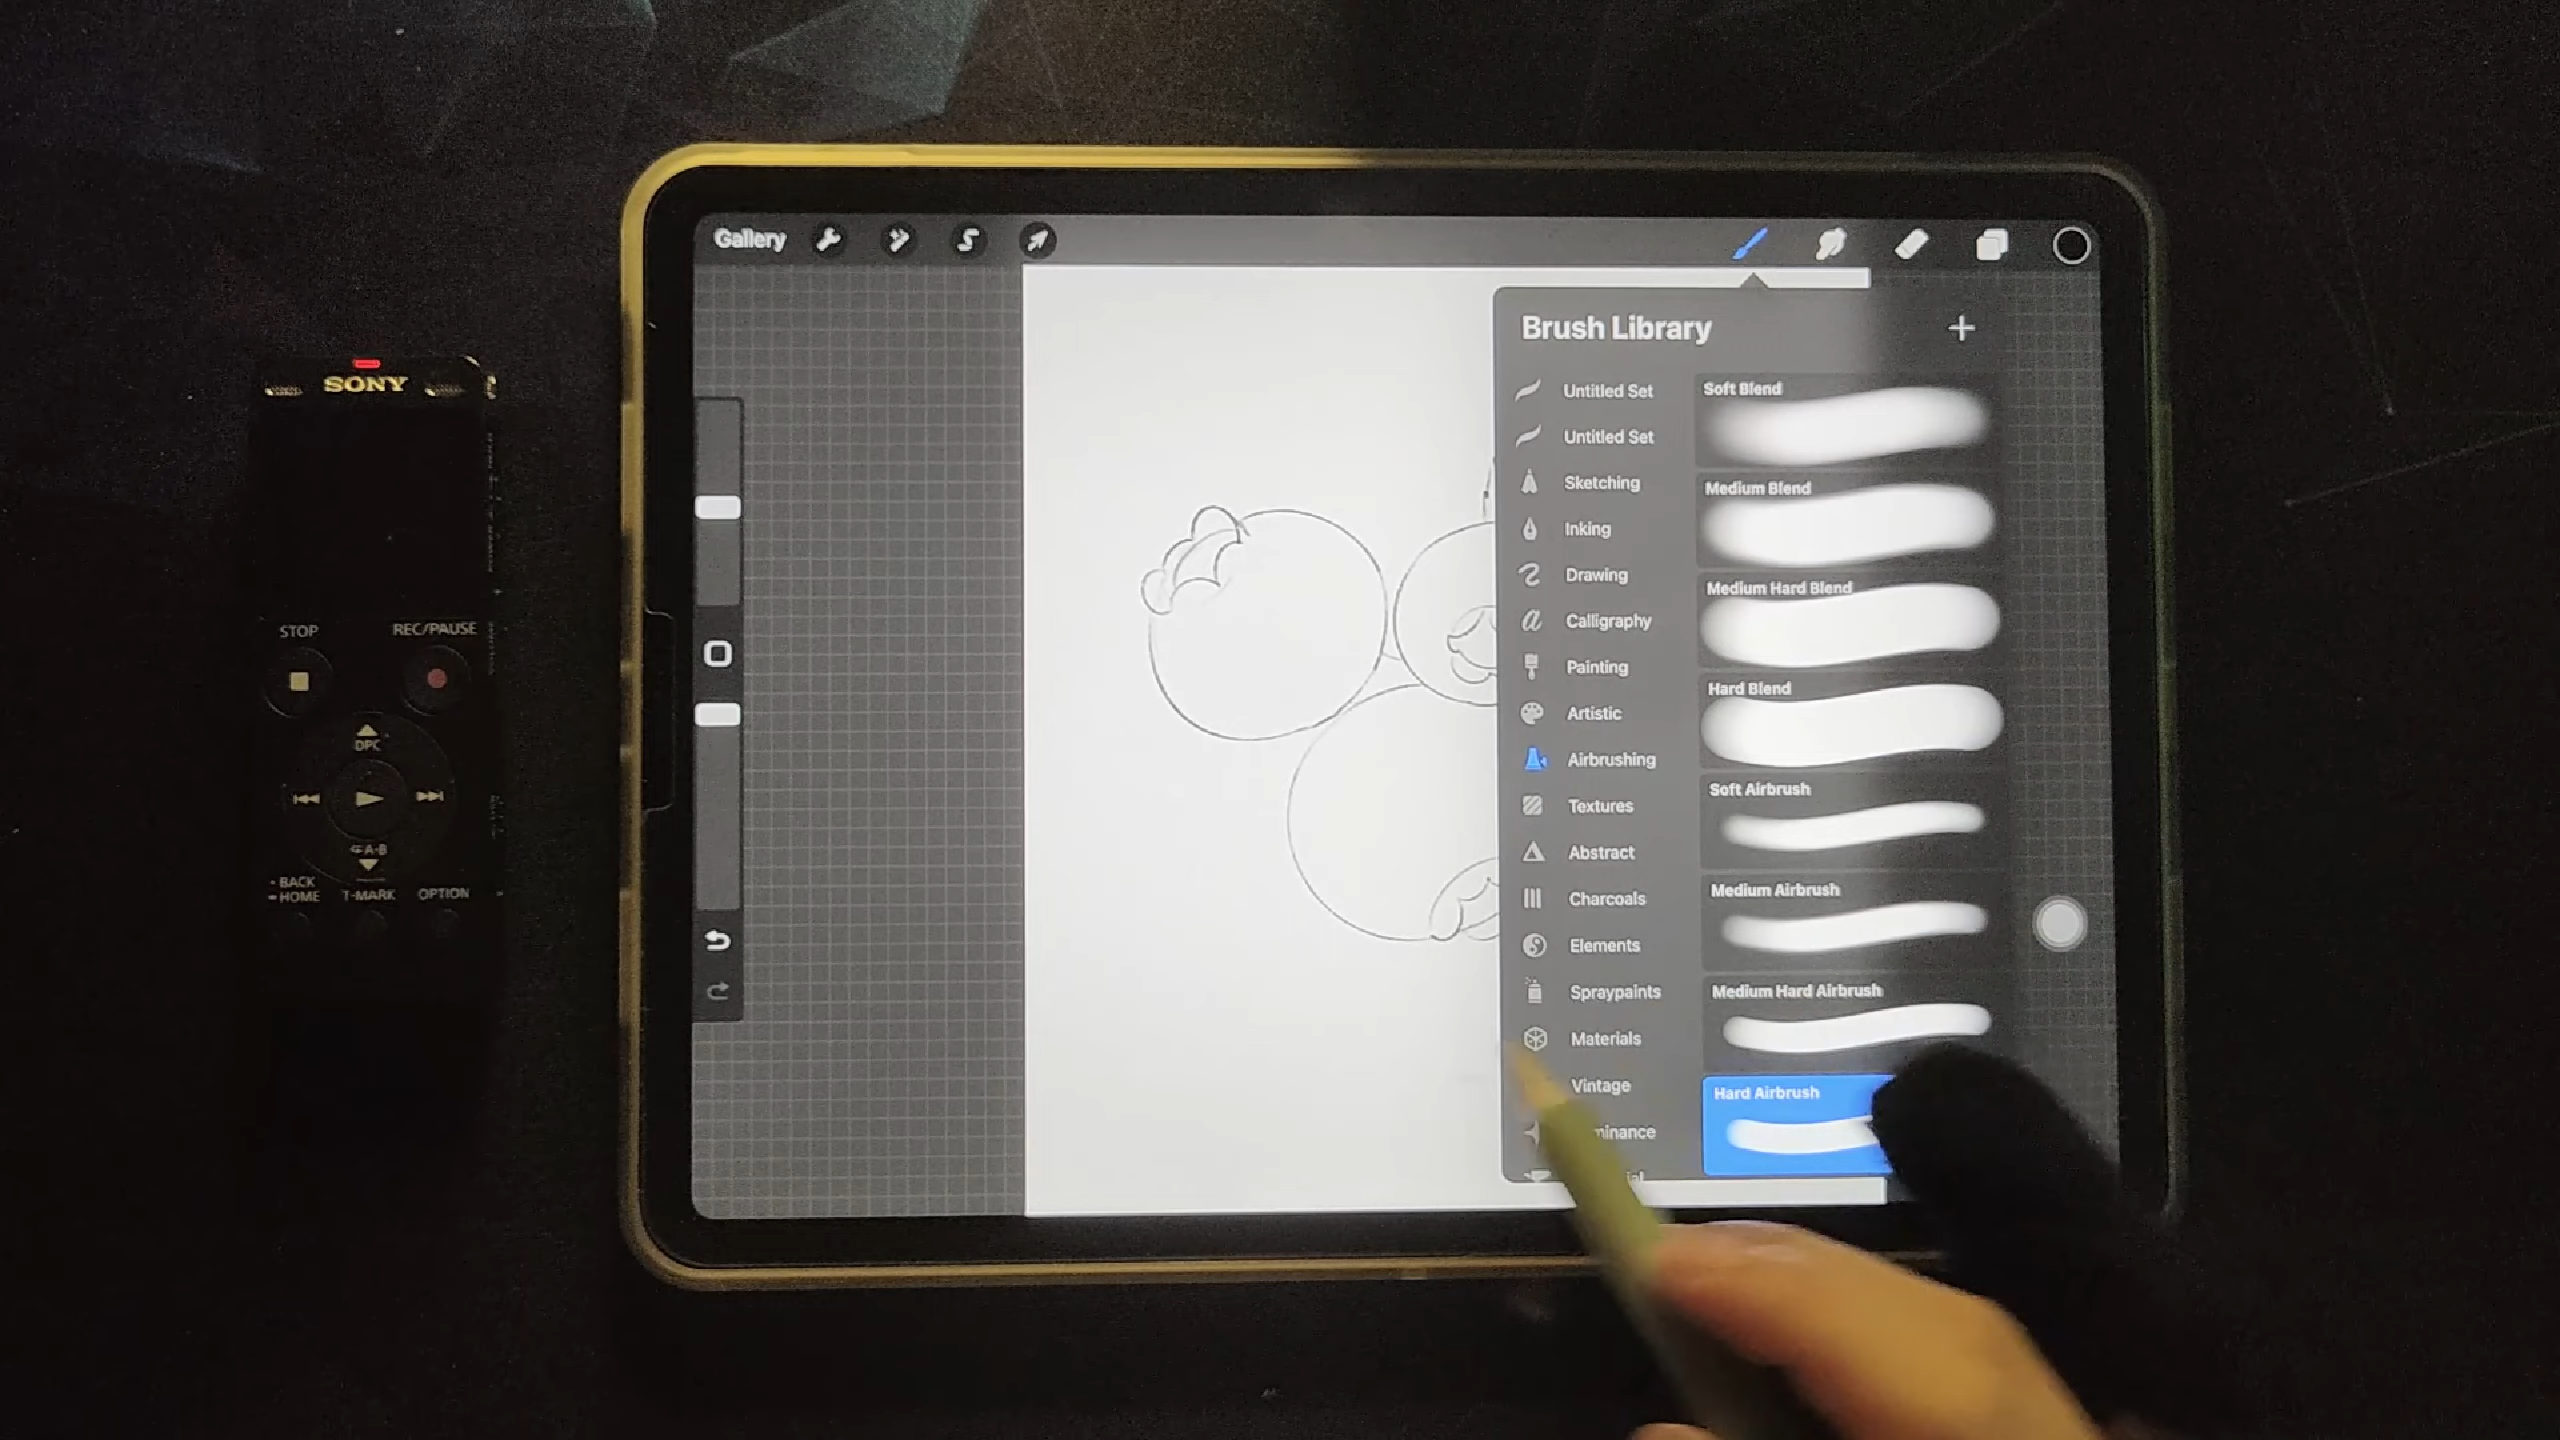 Gallery
Brush Library
Untitled Set
Untitled Set
Sketching
Inking
Drawing
Calligraphy
Painting
Artistic
Airbrushing
Textures
Abstract
Charcoals
Elements
Spraypaints
Materials
Vintage
Soft Blend
Medium Blend
Medium Hard Blend
Hard Blend
Soft Airbrush
Medium Airbrush
Medium Hard Airbrush
Hard Airbrush
SONY
STOP
REC/PAUSE
DPC
A-B
BACK
HOME
T-MARK
OPTION